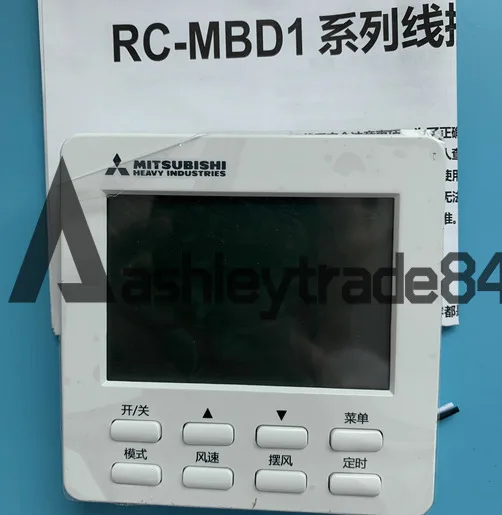 RC-MBD1 系列线
MITSUBISHI
HEAVY INDUSTRIES
ashleytrade84
开/关 ▲ ▼ 菜单
模式 风速 摆风 定时